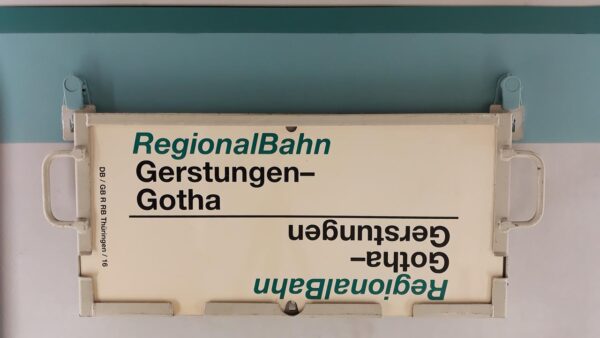 RegionalBahn
Gerstungen–
Gotha
DB / GB R RB Thüringen / 16
RegionalBahn
Gotha–
Gerstungen